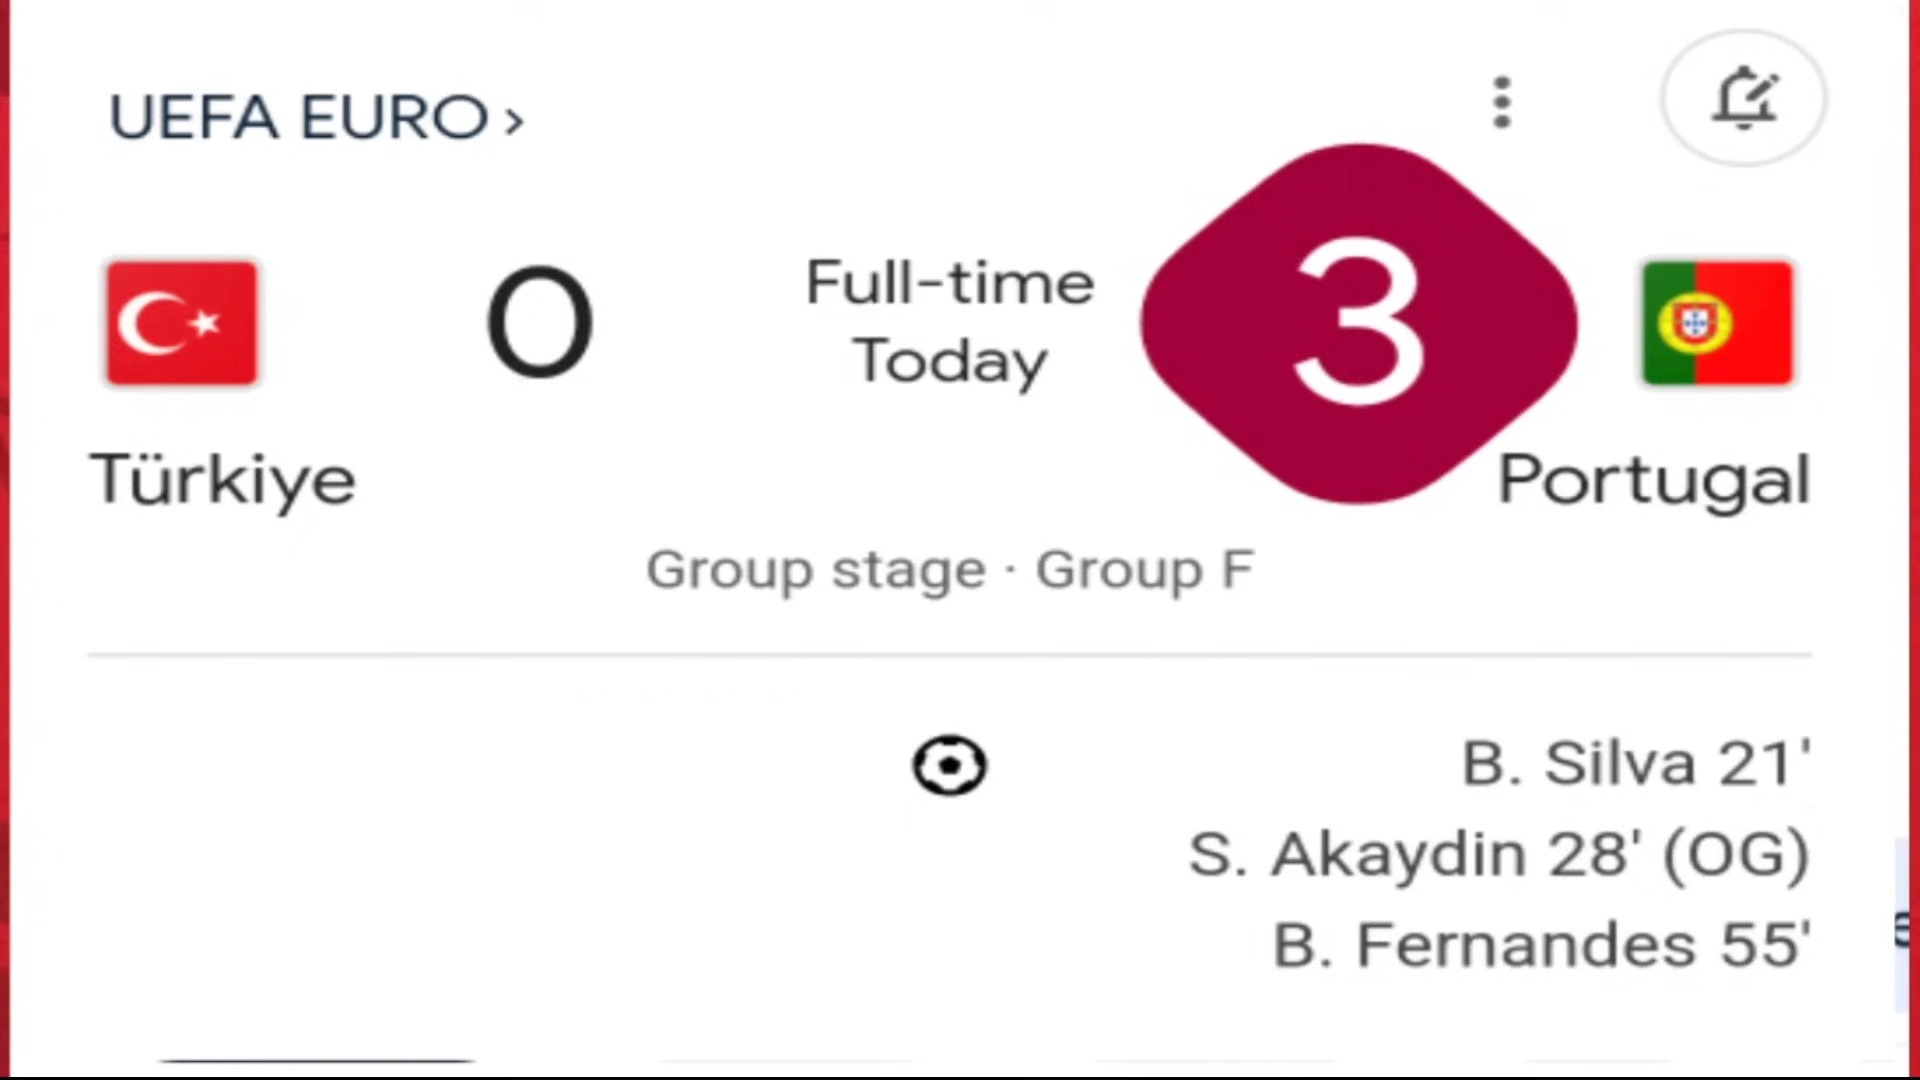 UEFA EURO ›
0
Full-time
Today
3
Türkiye
Portugal
Group stage · Group F
B. Silva 21'
S. Akaydin 28' (OG)
B. Fernandes 55'